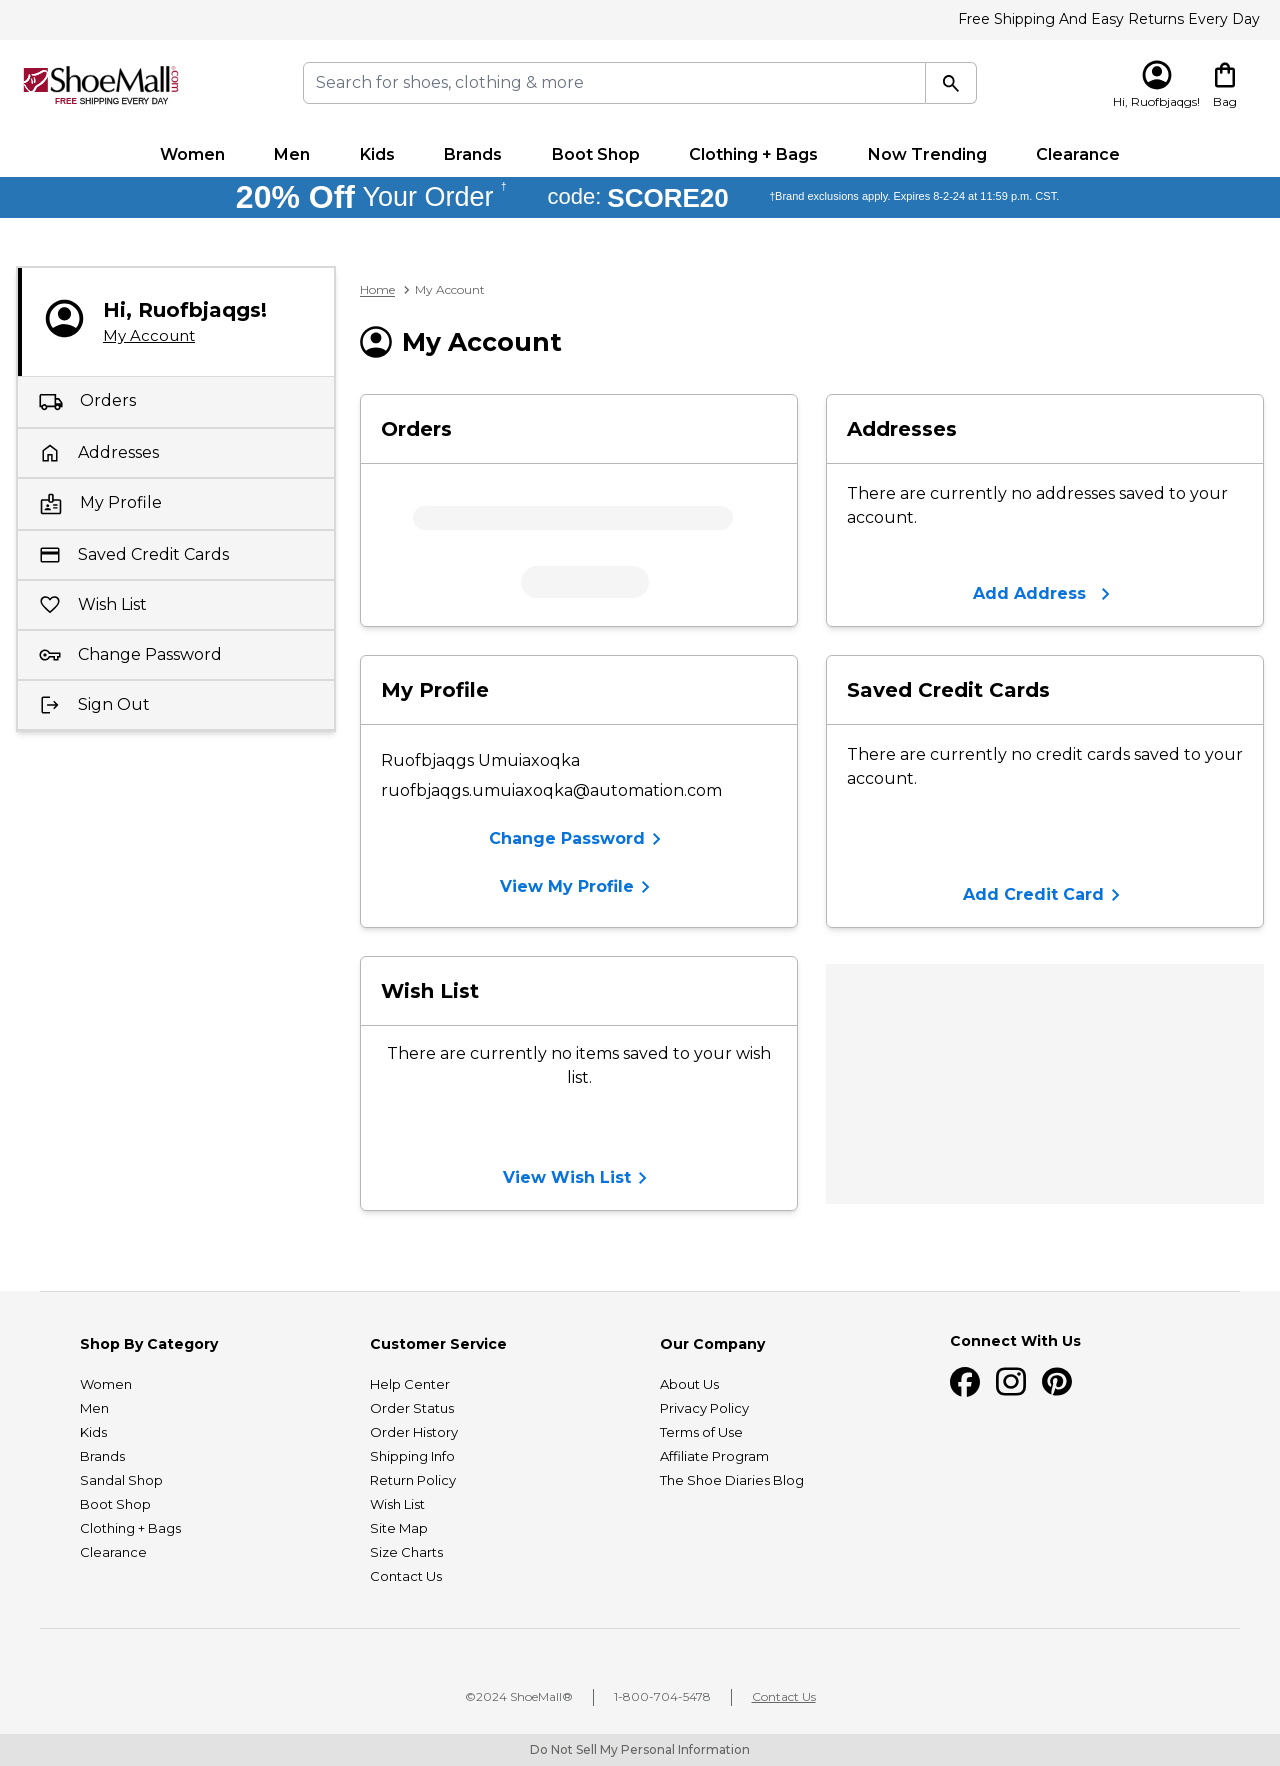 Free Shipping And Easy Returns Every Day
ShoeMall.com
FREE SHIPPING EVERY DAY
Search for shoes, clothing & more
Hi, Ruofbjaqgs!
Bag
Women Men Kids Brands Boot Shop Clothing + Bags Now Trending Clearance
20% Off Your Order † code: SCORE20 †Brand exclusions apply. Expires 8-2-24 at 11:59 p.m. CST.
Hi, Ruofbjaqgs!
My Account
Orders
Addresses
My Profile
Saved Credit Cards
Wish List
Change Password
Sign Out
Home > My Account
My Account
Orders
Addresses
There are currently no addresses saved to your
account.
Add Address
My Profile
Ruofbjaqgs Umuiaxoqka
ruofbjaqgs.umuiaxoqka@automation.com
Change Password
View My Profile
Saved Credit Cards
There are currently no credit cards saved to your
account.
Add Credit Card
Wish List
There are currently no items saved to your wish
list.
View Wish List
Shop By Category
Women
Men
Kids
Brands
Sandal Shop
Boot Shop
Clothing + Bags
Clearance
Customer Service
Help Center
Order Status
Order History
Shipping Info
Return Policy
Wish List
Site Map
Size Charts
Contact Us
Our Company
About Us
Privacy Policy
Terms of Use
Affiliate Program
The Shoe Diaries Blog
Connect With Us
©2024 ShoeMall® 1-800-704-5478 Contact Us
Do Not Sell My Personal Information